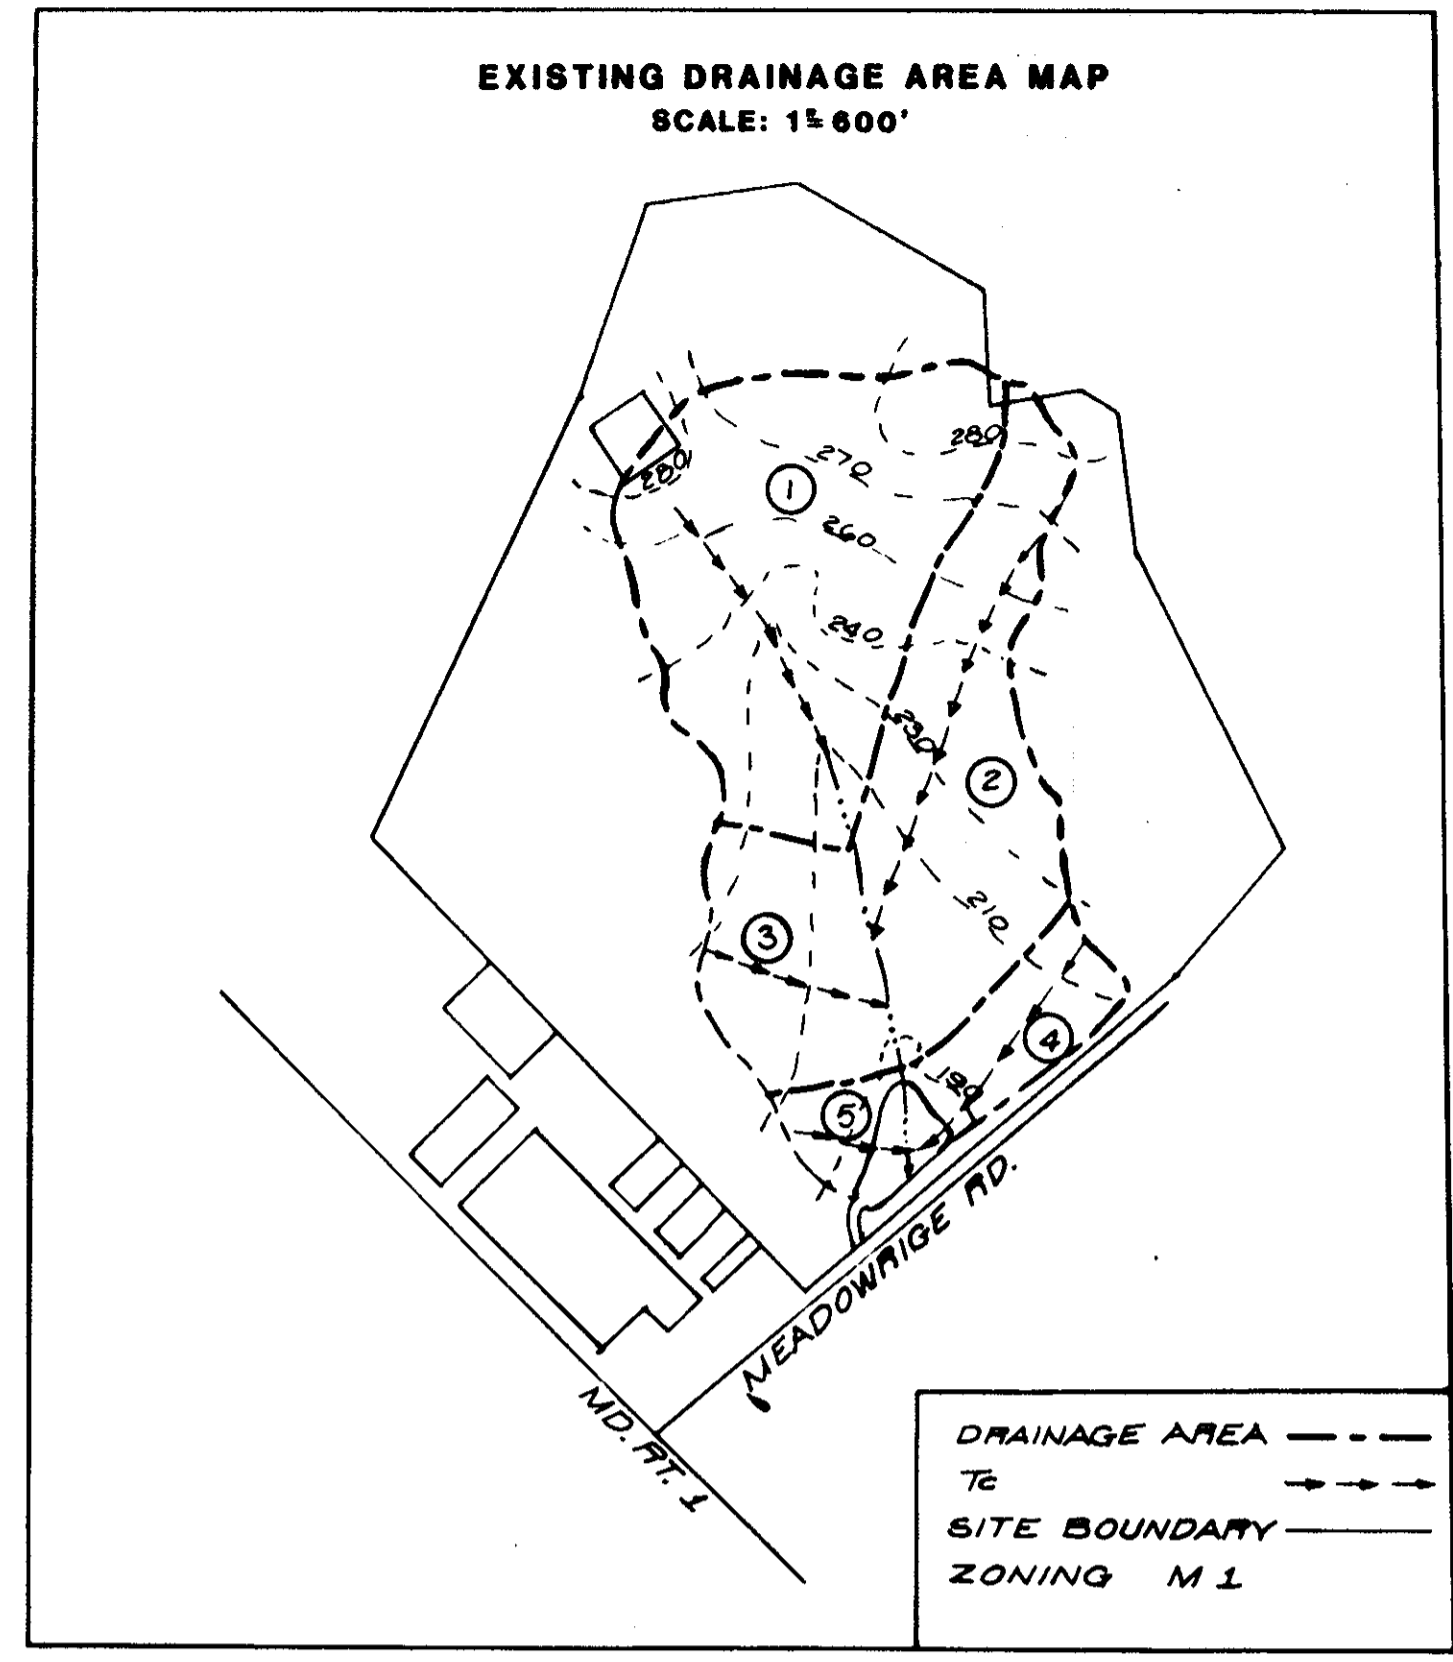 EXISTING DRAINAGE AREA MAP
SCALE: 1"= 600'
280
270
280
1
260
240
230
2
210
3
4
190
5
MEADOWRIGE RD.
MD. RT. 1
DRAINAGE AREA
Tc
SITE BOUNDARY
ZONING M 1